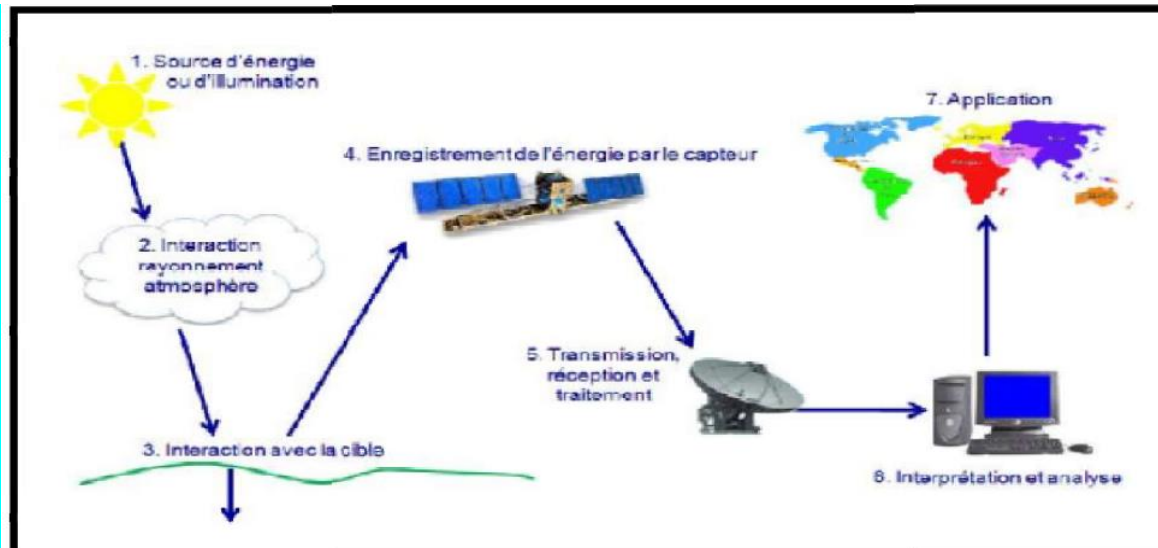 1. Source d'énergie
ou d'illumination
2. Interaction
rayonnement
atmosphère
3. Interaction avec la cible
4. Enregistrement de l'énergie par le capteur
5. Transmission,
réception et
traitement
6. Interprétation et analyse
7. Application